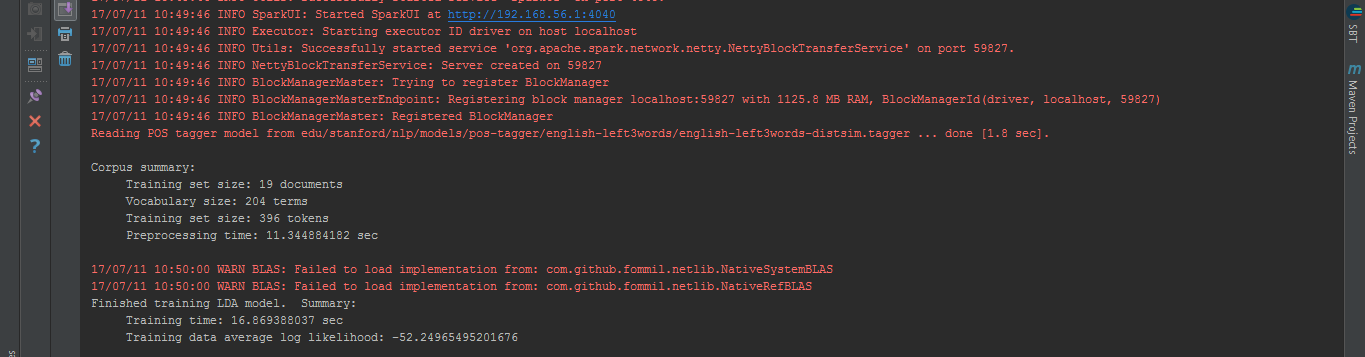 17/07/11 10:49:46 INFO SparkUI: Started SparkUI at http://192.168.56.1:4040
17/07/11 10:49:46 INFO Executor: Starting executor ID driver on host localhost
17/07/11 10:49:46 INFO Utils: Successfully started service 'org.apache.spark.network.netty.NettyBlockTransferService' on port 59827.
17/07/11 10:49:46 INFO NettyBlockTransferService: Server created on 59827
17/07/11 10:49:46 INFO BlockManagerMaster: Trying to register BlockManager
17/07/11 10:49:46 INFO BlockManagerMasterEndpoint: Registering block manager localhost:59827 with 1125.8 MB RAM, BlockManagerId(driver, localhost, 59827)
17/07/11 10:49:46 INFO BlockManagerMaster: Registered BlockManager
Reading POS tagger model from edu/stanford/nlp/models/pos-tagger/english-left3words/english-left3words-distsim.tagger ... done [1.8 sec].
Corpus summary:
Training set size: 19 documents
Vocabulary size: 204 terms
Training set size: 396 tokens
Preprocessing time: 11.344884182 sec
17/07/11 10:50:00 WARN BLAS: Failed to load implementation from: com.github.fommil.netlib.NativeSystemBLAS
17/07/11 10:50:00 WARN BLAS: Failed to load implementation from: com.github.fommil.netlib.NativeRefBLAS
Finished training LDA model.  Summary:
Training time: 16.869388037 sec
Training data average log likelihood: -52.24965495201676
SBT
m Maven Projects